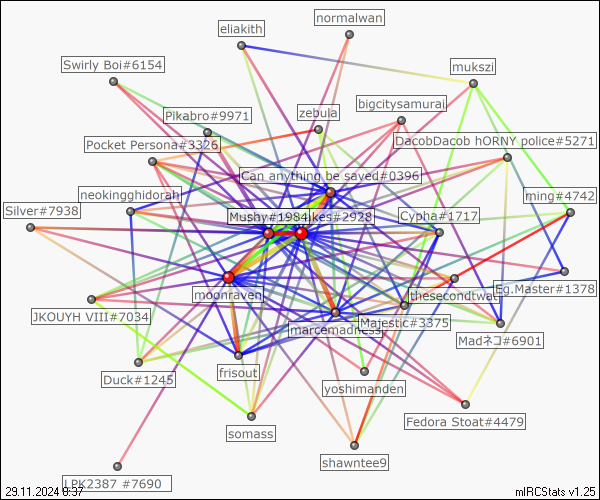 normalwan
eliakith
Swirly Boi#6154
mukszi
bigcitysamurai
zebula
Pikabro#9971
Pocket Persona#3326
DacobDacob hORNY police#5271
Can anything be saved#0396
neokingghidorah
ming#4742
Silver#7938
Mushy#1984
kes#2928
Cypha#1717
moonraven
thesecondtwat
Eg.Master#1378
JKOUYH VIII#7034
marcemadness
Majestic#3375
Madネコ#6901
Duck#1245
frisout
yoshimanden
somass
Fedora Stoat#4479
shawntee9
LPK2387 #7690
29.11.2024 6:37
mIRCStats v1.25